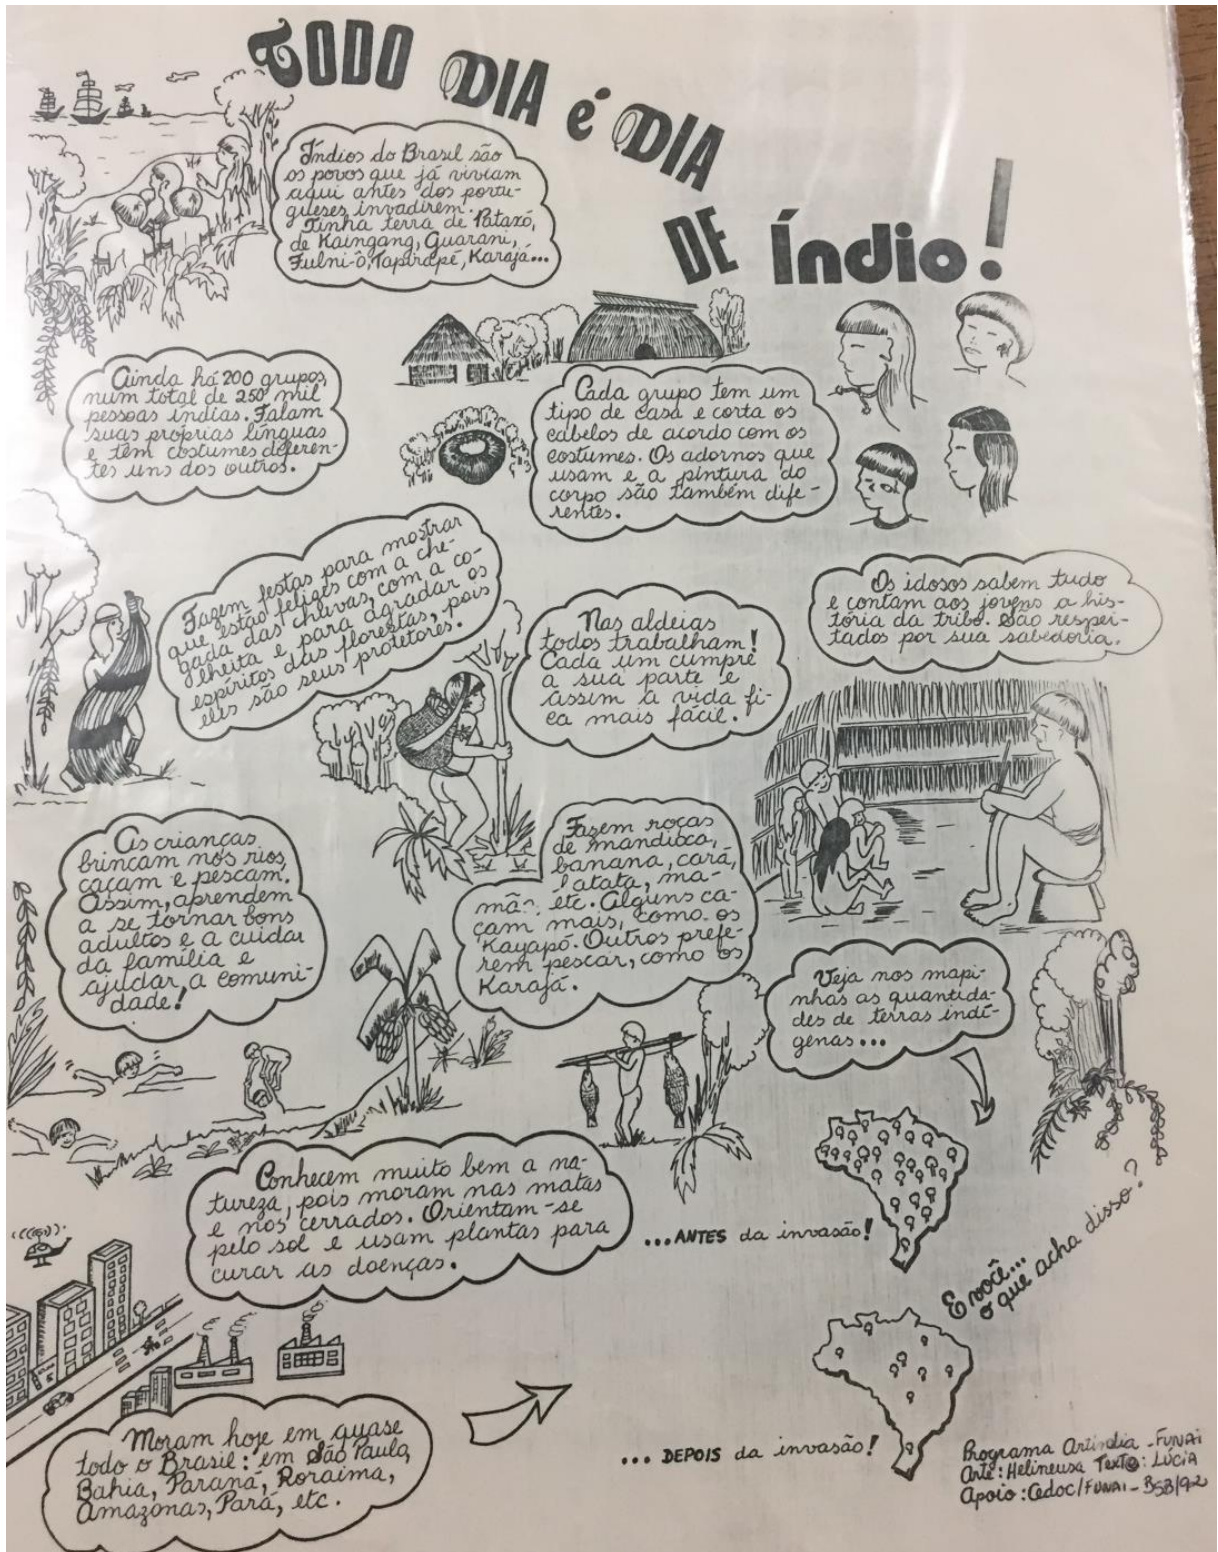 TODO DIA é DIA
DE Índio!
Índios do Brasil são
os povos que já viviam
aqui antes dos portu-
gueses invadirem.
Tinha terra de Pataxó,
de Kaingang, Guarani,
Fulni-ô, Tapirapé, Karajá...
Ainda há 200 grupos,
num total de 250 mil
pessoas índias. Falam
suas próprias línguas
e têm costumes diferen-
tes uns dos outros.
Cada grupo tem um
tipo de casa e corta os
cabelos de acordo com os
costumes. Os adornos que
usam e a pintura do
corpo são também dife-
rentes.
Fazem festas para mostrar
que estão felizes com a che-
gada das chuvas, com a co-
lheita e para agradar os
espíritos das florestas, pois
eles são seus protetores.
Nas aldeias
todos trabalham!
Cada um cumpre
a sua parte e
assim a vida fi-
ca mais fácil.
Os idosos sabem tudo
e contam aos jovens a his-
tória da tribo. São respei-
tados por sua sabedoria.
As crianças
brincam nos rios,
caçam e pescam.
Assim, aprendem
a se tornar bons
adultos e a cuidar
da família e
ajudar a comuni-
dade!
Fazem roças
de mandioca,
banana, cará,
batata, ma-
mão, etc. Alguns ca-
çam mais, como os
Kayapó. Outros prefe-
rem pescar, como os
Karajá.
Veja nos mapi-
nhas as quantida-
des de terras indí-
genas...
Conhecem muito bem a na-
tureza, pois moram nas matas
e nos cerrados. Orientam-se
pelo sol e usam plantas para
curar as doenças.
...ANTES da invasão!
E você...
o que acha disso?
Moram hoje em quase
todo o Brasil: em São Paulo,
Bahia, Paraná, Roraima,
Amazonas, Pará, etc.
... DEPOIS da invasão!
Programa Artindia - FUNAI
Arte: Helineusa Texto: LÚCIA
Apoio: Cedoc/FUNAI - BSB/92